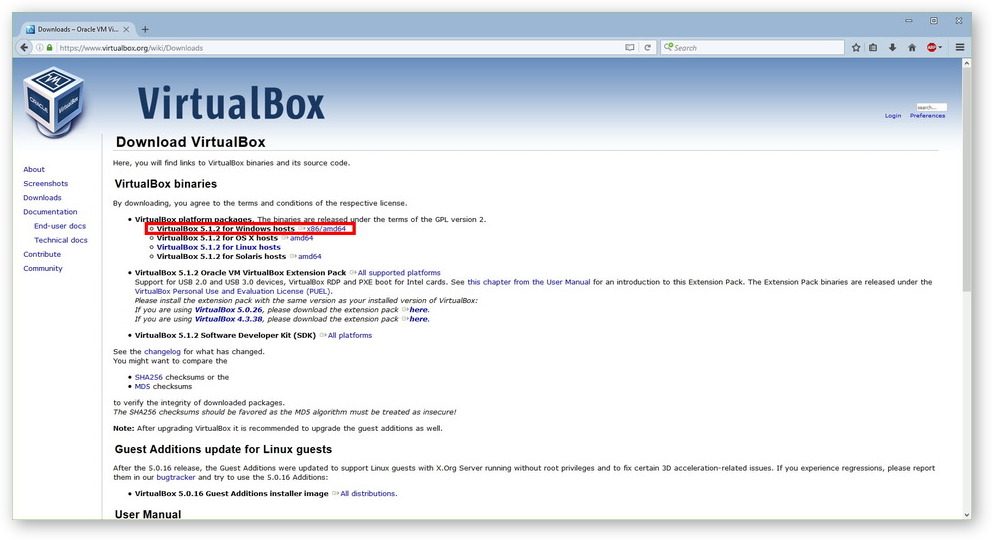 Downloads – Oracle VM Vi...
https://www.virtualbox.org/wiki/Downloads
Search
ABP
ORACLE
VM
VirtualBox
VirtualBox
search...
Login Preferences
About
Screenshots
Downloads
Documentation
End-user docs
Technical docs
Contribute
Community
Download VirtualBox
Here, you will find links to VirtualBox binaries and its source code.
VirtualBox binaries
By downloading, you agree to the terms and conditions of the respective license.
• VirtualBox platform packages. The binaries are released under the terms of the GPL version 2.
VirtualBox 5.1.2 for Windows hosts x86/amd64
VirtualBox 5.1.2 for OS X hosts amd64
VirtualBox 5.1.2 for Linux hosts
VirtualBox 5.1.2 for Solaris hosts amd64
• VirtualBox 5.1.2 Oracle VM VirtualBox Extension Pack All supported platforms
Support for USB 2.0 and USB 3.0 devices, VirtualBox RDP and PXE boot for Intel cards. See this chapter from the User Manual for an introduction to this Extension Pack. The Extension Pack binaries are released under the
VirtualBox Personal Use and Evaluation License (PUEL).
Please install the extension pack with the same version as your installed version of VirtualBox:
If you are using VirtualBox 5.0.26, please download the extension pack here.
If you are using VirtualBox 4.3.38, please download the extension pack here.
• VirtualBox 5.1.2 Software Developer Kit (SDK) All platforms
See the changelog for what has changed.
You might want to compare the
• SHA256 checksums or the
• MD5 checksums
to verify the integrity of downloaded packages.
The SHA256 checksums should be favored as the MD5 algorithm must be treated as insecure!
Note: After upgrading VirtualBox it is recommended to upgrade the guest additions as well.
Guest Additions update for Linux guests
After the 5.0.16 release, the Guest Additions were updated to support Linux guests with X.Org Server running without root privileges and to fix certain 3D acceleration-related issues. If you experience regressions, please report
them in our bugtracker and try to use the 5.0.16 Additions:
• VirtualBox 5.0.16 Guest Additions installer image All distributions.
User Manual